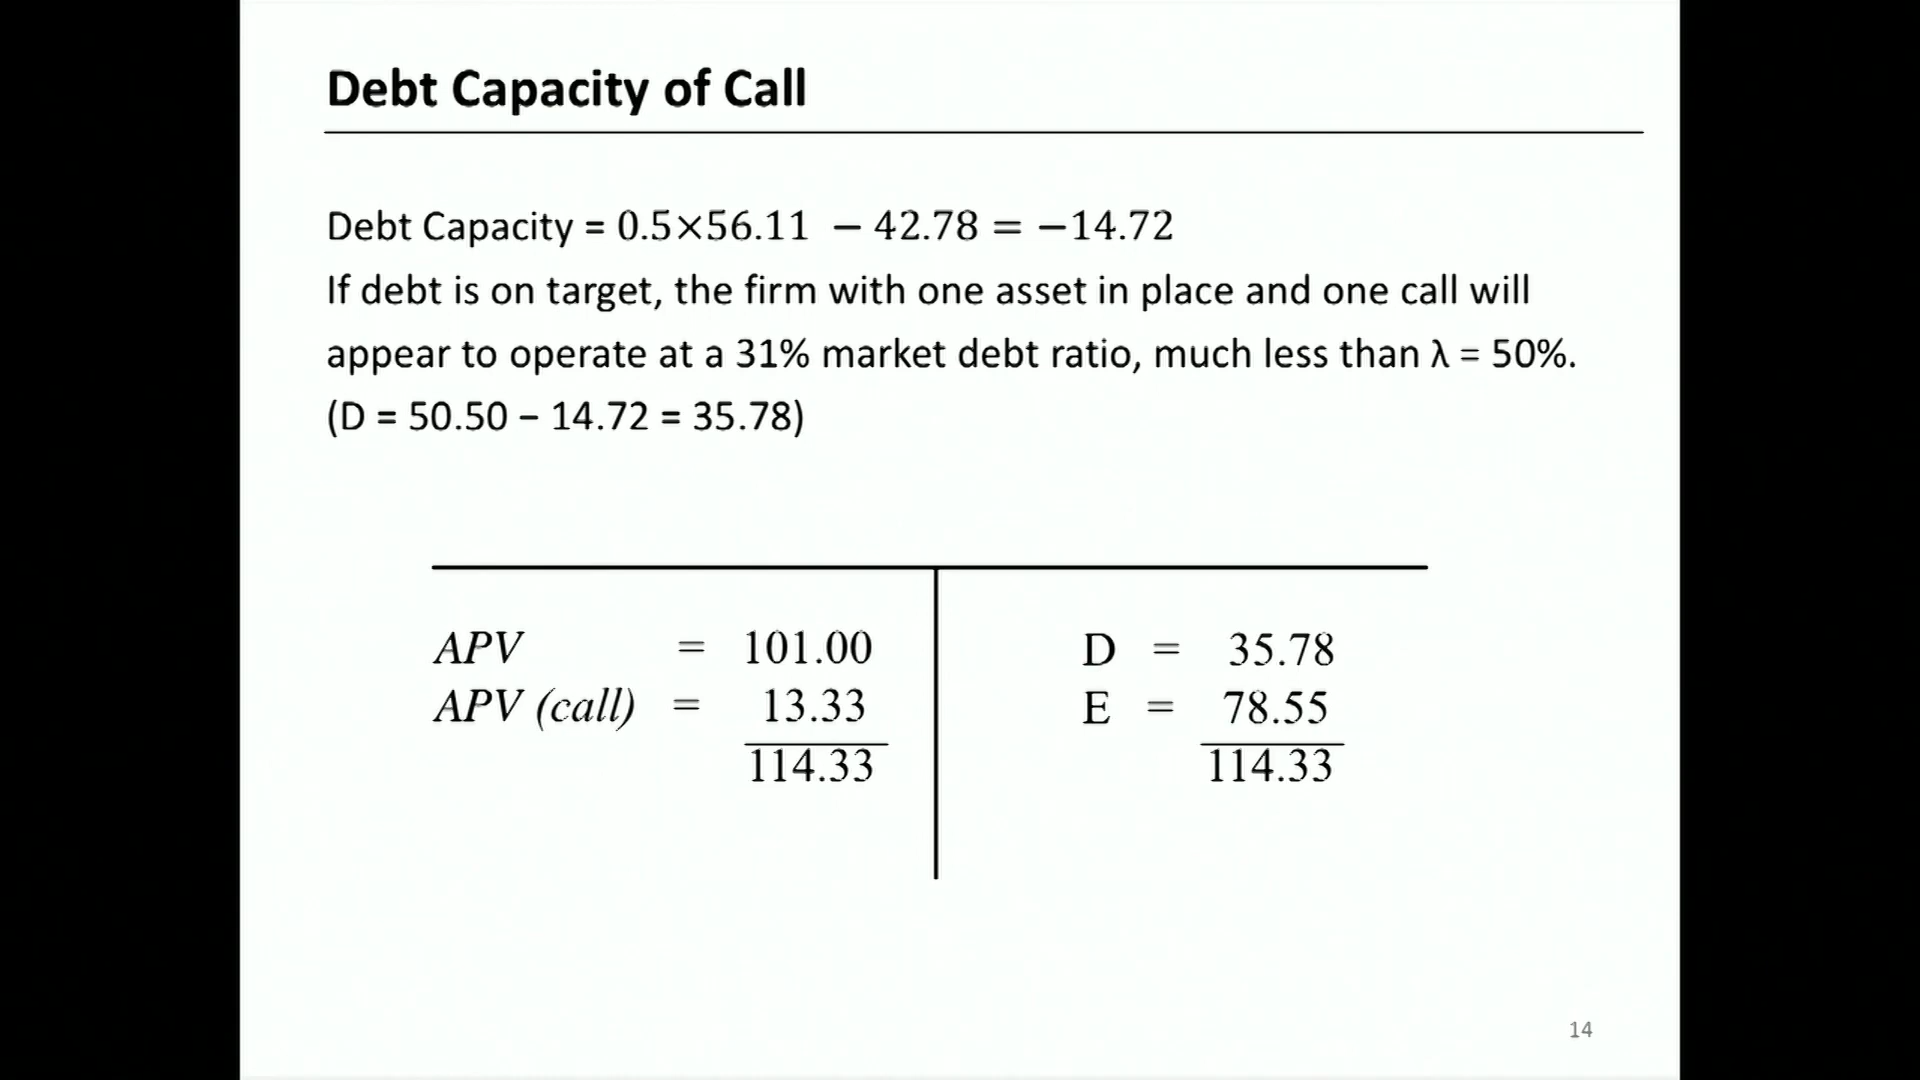 Debt Capacity of Call
Debt Capacity = 0.5×56.11 − 42.78 = −14.72
If debt is on target, the firm with one asset in place and one call will
appear to operate at a 31% market debt ratio, much less than λ = 50%.
(D = 50.50 − 14.72 = 35.78)
APV = 101.00
APV (call) = 13.33
114.33
D = 35.78
E = 78.55
114.33
14